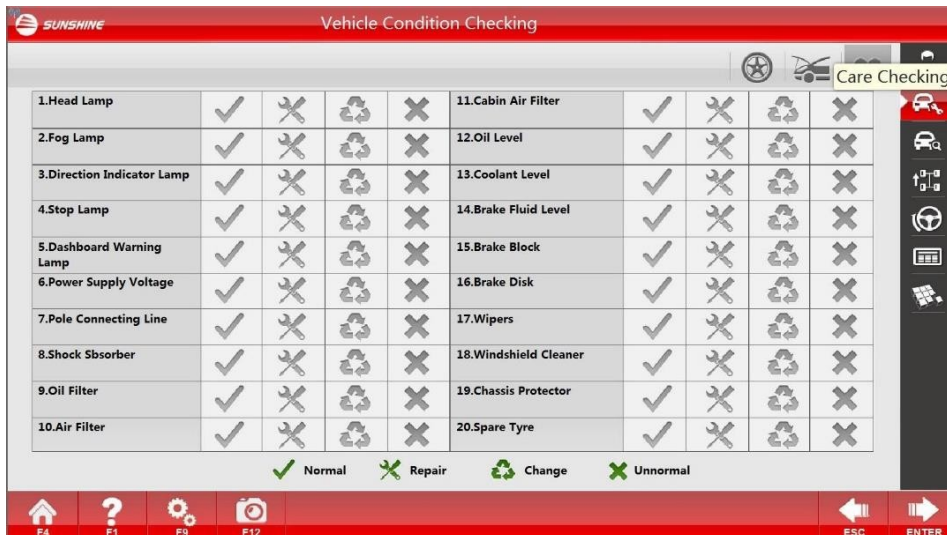 SUNSHINE
Vehicle Condition Checking
Care Checking
1.Head Lamp
2.Fog Lamp
3.Direction Indicator Lamp
4.Stop Lamp
5.Dashboard Warning
Lamp
6.Power Supply Voltage
7.Pole Connecting Line
8.Shock Sbsorber
9.Oil Filter
10.Air Filter
11.Cabin Air Filter
12.Oil Level
13.Coolant Level
14.Brake Fluid Level
15.Brake Block
16.Brake Disk
17.Wipers
18.Windshield Cleaner
19.Chassis Protector
20.Spare Tyre
Normal Repair Change Unnormal
F4 F1 F9 F12 ESC ENTER